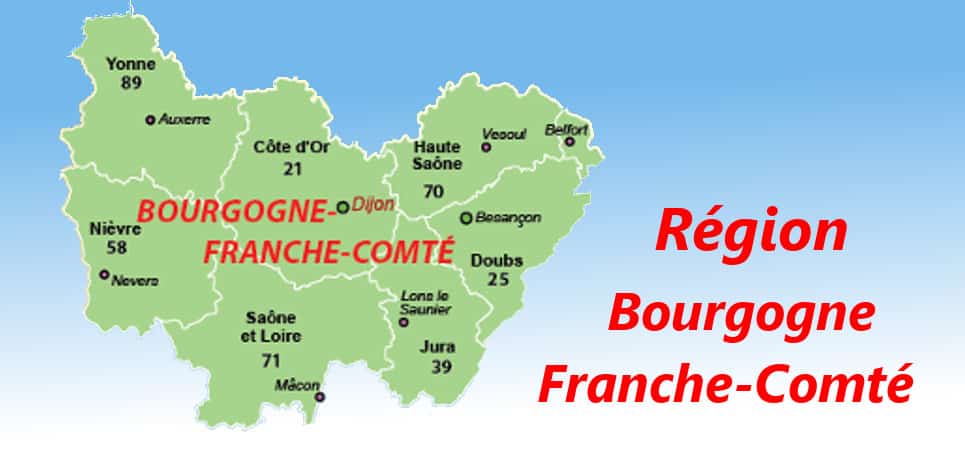 Yonne
89
Auxerre
Côte d'Or
21
Haute
Saône
70
Vesoul
Belfort
BOURGOGNE-
FRANCHE-COMTÉ
Dijon
Besançon
Nièvre
58
Nevers
Doubs
25
Saône
et Loire
71
Mâcon
Lons le
Saunier
Jura
39
Région
Bourgogne
Franche-Comté